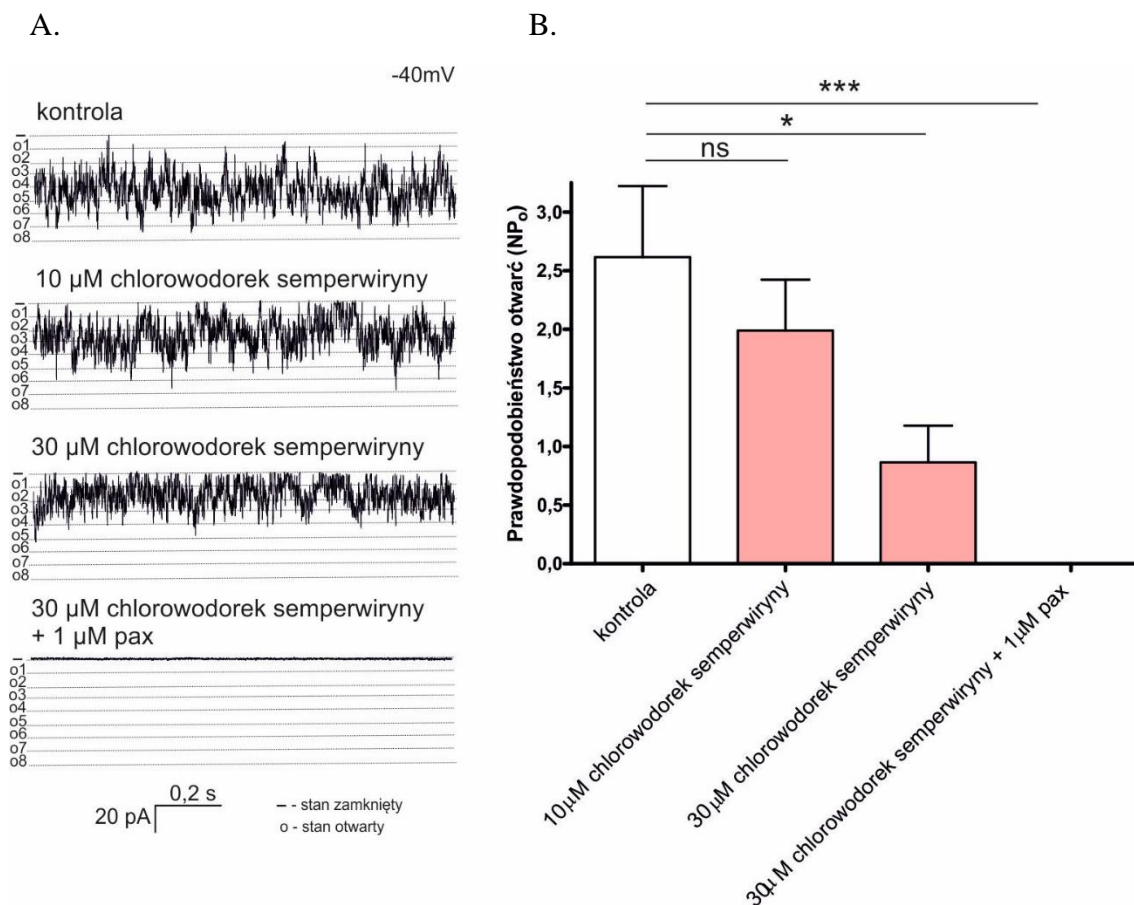 A.
B.
-40mV
kontrola
–
o1
o2
o3
o4
o5
o6
o7
o8
10 µM chlorowodorek semperwiryny
–
o1
o2
o3
o4
o5
o6
o7
o8
30 µM chlorowodorek semperwiryny
–
o1
o2
o3
o4
o5
o6
o7
o8
30 µM chlorowodorek semperwiryny
+ 1 µM pax
–
o1
o2
o3
o4
o5
o6
o7
o8
0,2 s
20 pA
– - stan zamknięty
o - stan otwarty
***
*
ns
Prawdopodobieństwo otwarć (NPo)
3,0
2,5
2,0
1,5
1,0
0,5
0,0
kontrola
10µM chlorowodorek semperwiryny
30µM chlorowodorek semperwiryny
30µM chlorowodorek semperwiryny + 1µM pax